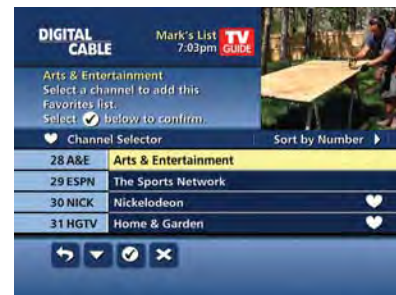 DIGITAL
CABLE
Mark's List
7:03pm
TV
GUIDE
Arts & Entertainment
Select a channel to add this
Favorites list.
Select below to confirm.
Channel Selector Sort by Number
28 A&E Arts & Entertainment
29 ESPN The Sports Network
30 NICK Nickelodeon
31 HGTV Home & Garden